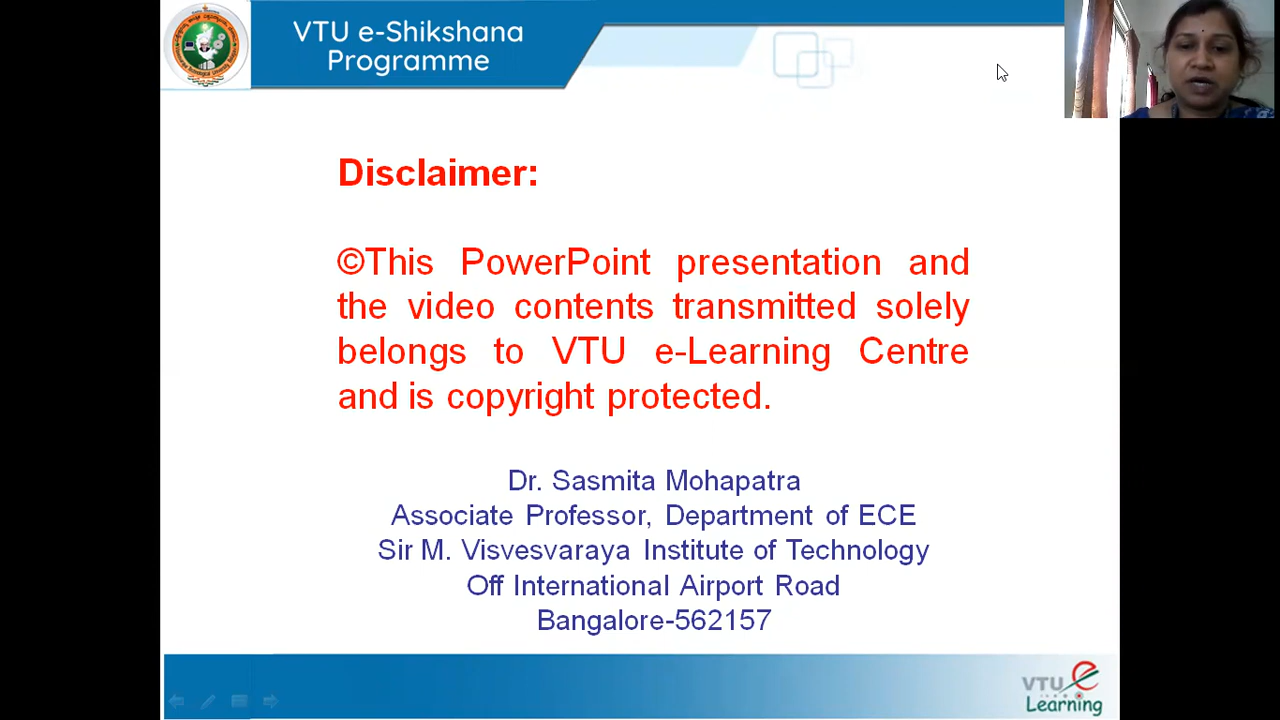 VTU e-Shikshana
Programme
Disclaimer:
©This PowerPoint presentation and
the video contents transmitted solely
belongs to VTU e-Learning Centre
and is copyright protected.
Dr. Sasmita Mohapatra
Associate Professor, Department of ECE
Sir M. Visvesvaraya Institute of Technology
Off International Airport Road
Bangalore-562157
VTU e
Learning